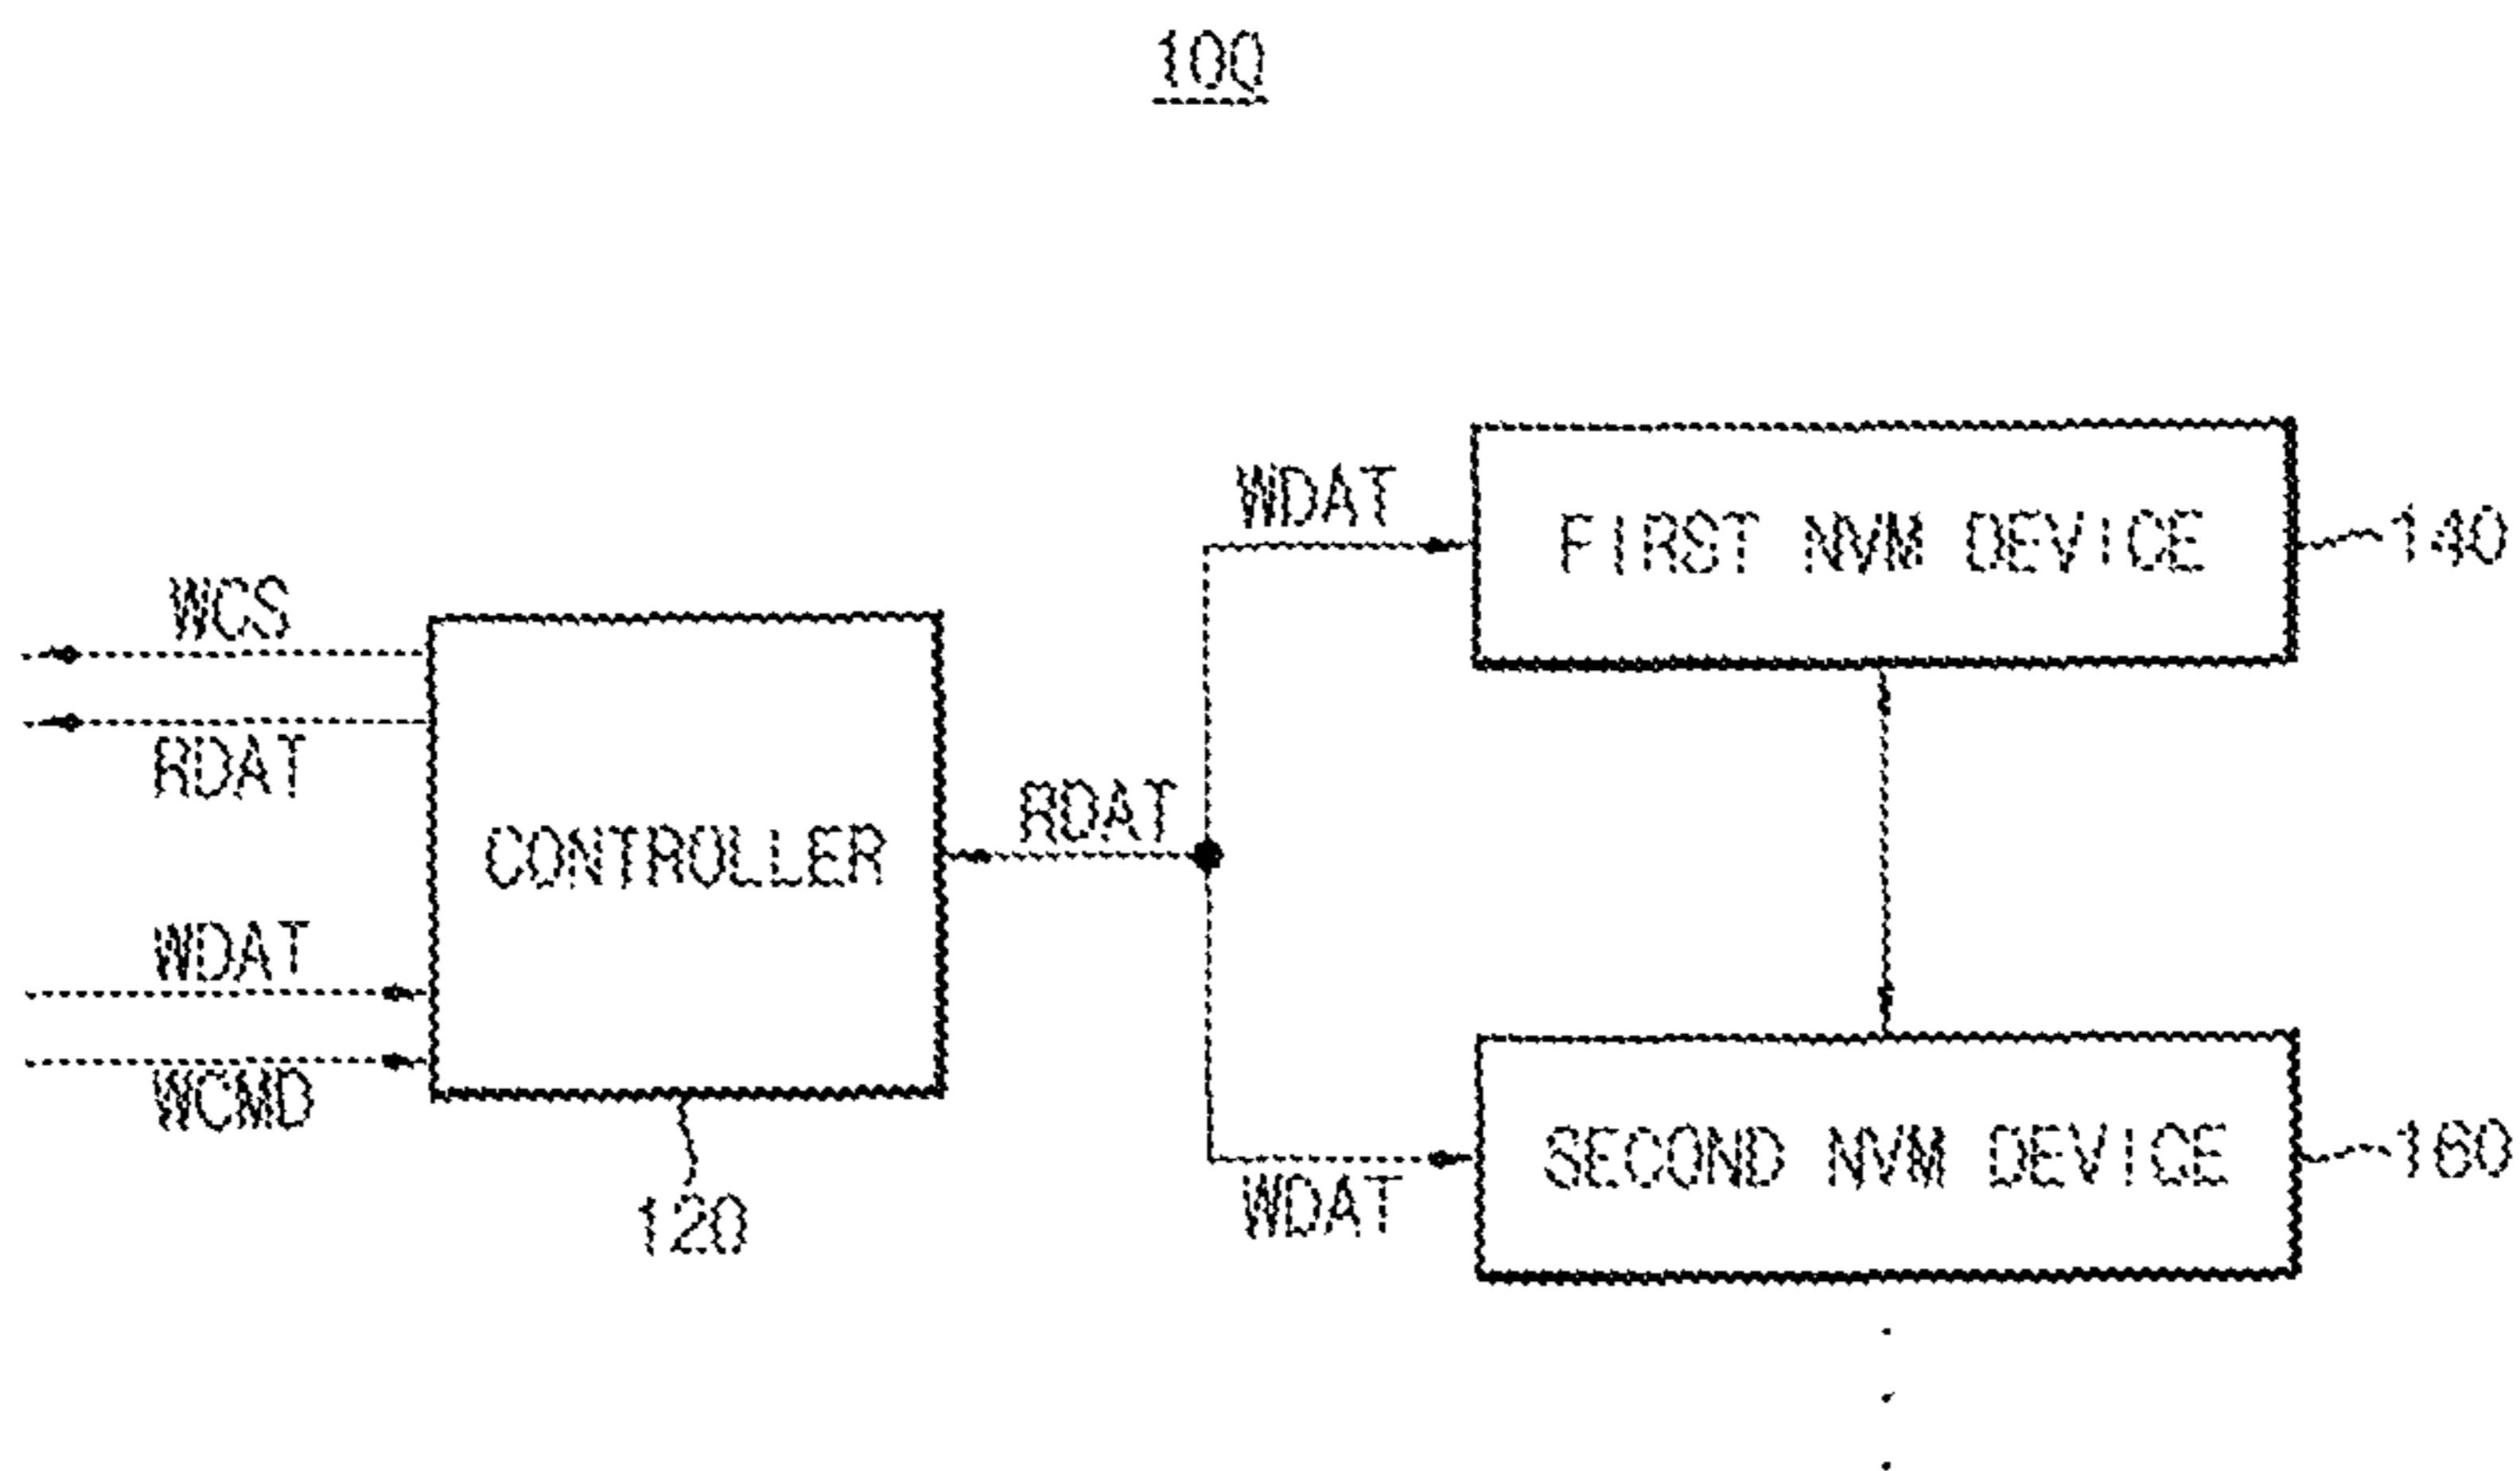 100
WDAT
FIRST NVM DEVICE
140
WCS
RDAT
RDAT
CONTROLLER
WDAT
WCMD
SECOND NVM DEVICE
160
WDAT
120